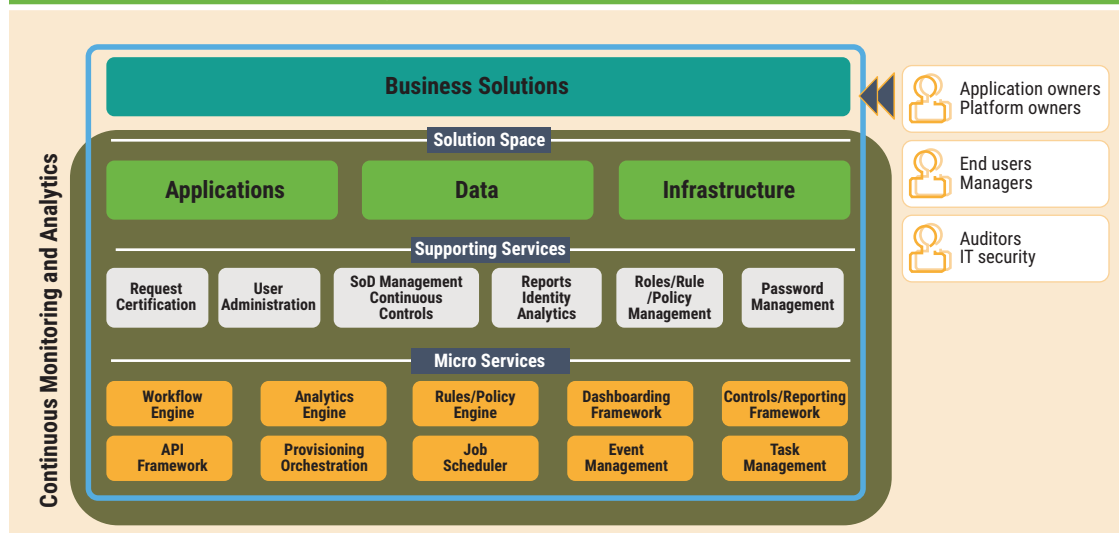 Continuous Monitoring and Analytics
Business Solutions
Solution Space
Applications
Data
Infrastructure
Supporting Services
Request
Certification
User
Administration
SoD Management
Continuous
Controls
Reports
Identity
Analytics
Roles/Rule
/Policy
Management
Password
Management
Micro Services
Workflow
Engine
Analytics
Engine
Rules/Policy
Engine
Dashboarding
Framework
Controls/Reporting
Framework
API
Framework
Provisioning
Orchestration
Job
Scheduler
Event
Management
Task
Management
Application owners
Platform owners
End users
Managers
Auditors
IT security